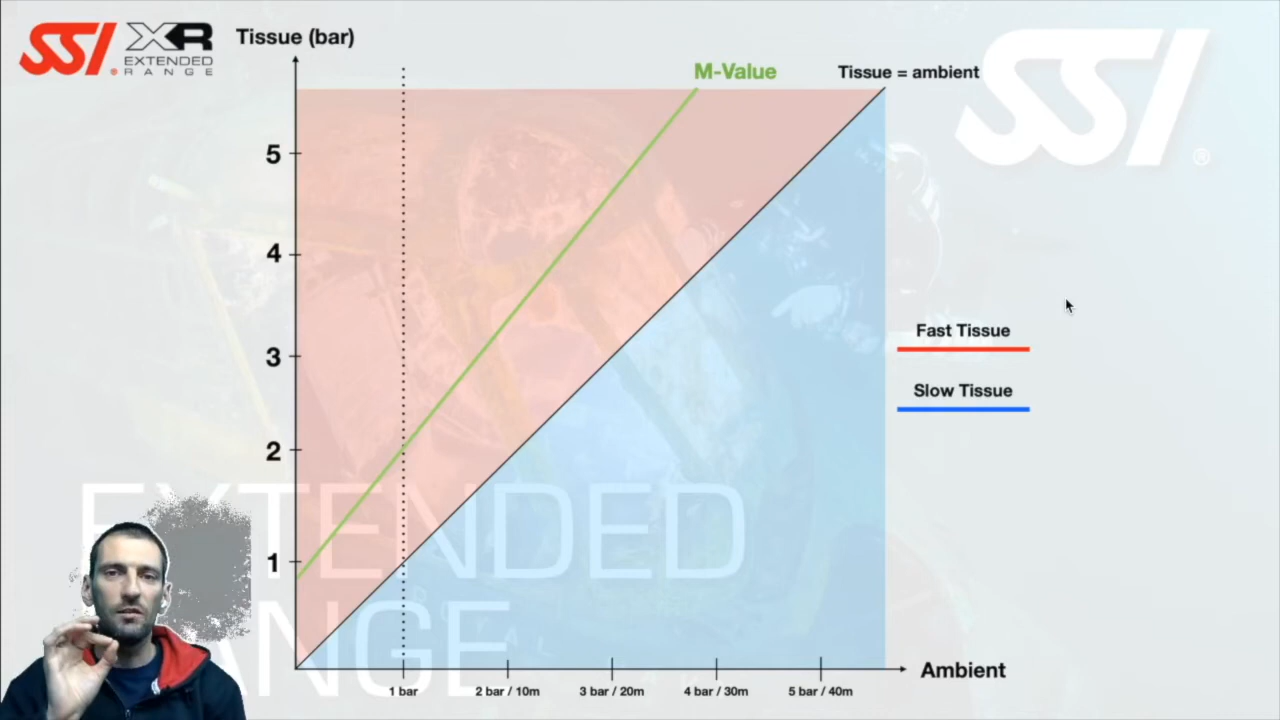 SSI
XR
EXTENDED
RANGE
Tissue (bar)
M-Value
Tissue = ambient
SSI
®
5
4
3
2
1
Fast Tissue
Slow Tissue
EXTENDED
RANGE
Ambient
1 bar
2 bar / 10m
3 bar / 20m
4 bar / 30m
5 bar / 40m